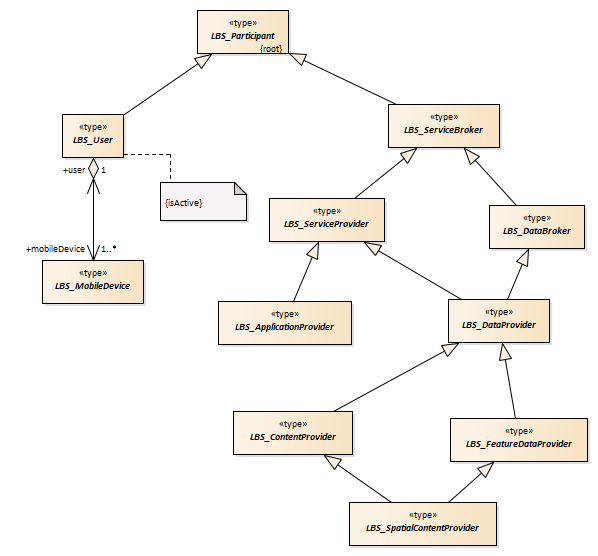 «type»
LBS_Participant
{root}
«type»
LBS_User
«type»
LBS_ServiceBroker
+user
1
{isActive}
«type»
LBS_ServiceProvider
«type»
LBS_DataBroker
+mobileDevice
1..*
«type»
LBS_MobileDevice
«type»
LBS_ApplicationProvider
«type»
LBS_DataProvider
«type»
LBS_ContentProvider
«type»
LBS_FeatureDataProvider
«type»
LBS_SpatialContentProvider